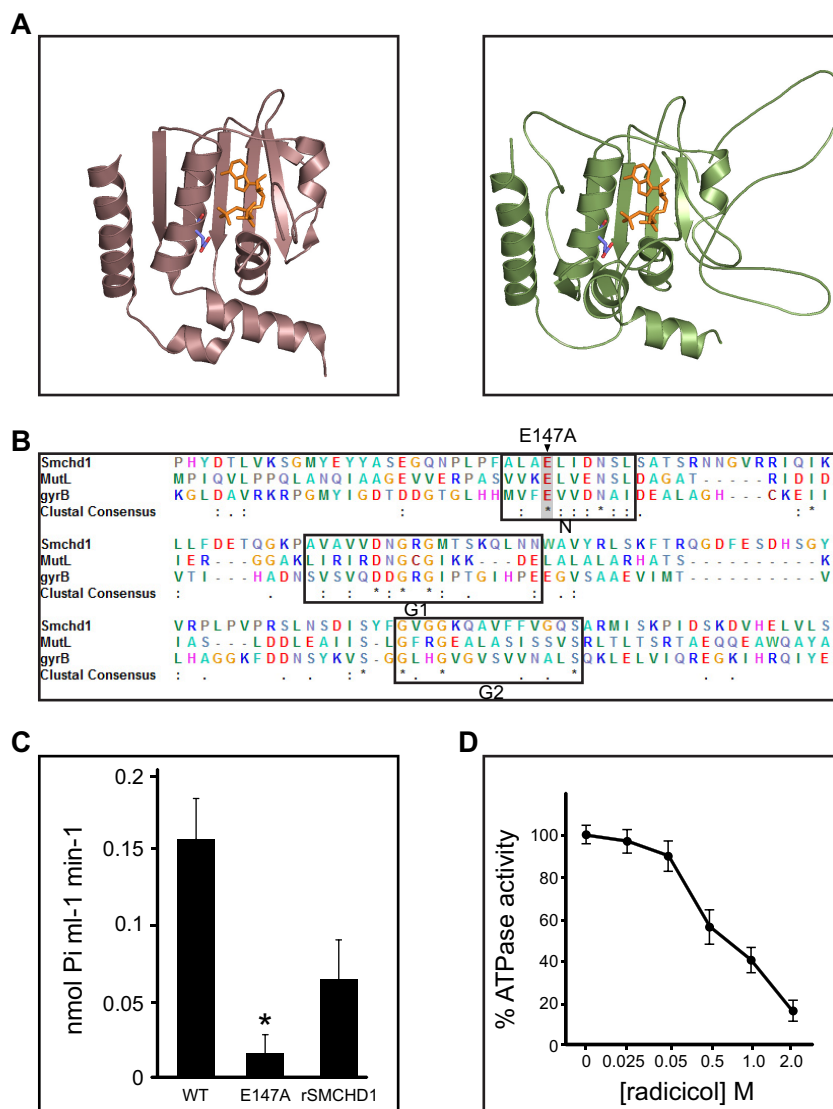 A
B
E147A
Smchd1 PHYDTLVKSGMYEYYASEGQNPLPFALAELIDNSLSATSRNNGVRRIQIK
MutL MPIQVLPPQLANQIAAGEVVERPASVVKELVENSLDAGAT------RIDID
gyrB KGLDAVRKRPGMYIGDTDDGTGLHHMVFEVVDNAIDEALAGH---CKEII
Clustal Consensus : . : : . : * : : : * : : : *
N
Smchd1 LLFDETQGKPAVAVVDNGRGMTSKQLNNWAVYRLSKFTRQGDFESDHSGY
MutL IER---GGAKLIRIRDNGCGIKK--DELALALARHATS------K
gyrB VTI-HADNSVSVQDDGRGIPTGIHPEEGVSAAEVIMT------V
Clustal Consensus : . : . : * * : * : : . : :
G1
Smchd1 VRPLPVPRSLNSDISYFGVGGKQAVFFVGQSARMISKPIDSKDVHELVLS
MutL IAS---LDDLEAIIS-LGFRGEALASISSVSRLTLTSRTAEQQEAWQAYA
gyrB LHAGGKFDDNSYKVS-GGLHGVGVSVVNALSQKLELVIQREGKIHRQIYE
Clustal Consensus : . . . : * * * . . * : . .
G2
C
nmol Pi ml-1 min-1
0.2
0.15
0.1
0.05
0
*
WT E147A rSMCHD1
D
% ATPase activity
100
80
60
40
20
0
0 0.025 0.05 0.5 1.0 2.0
[radicicol] M